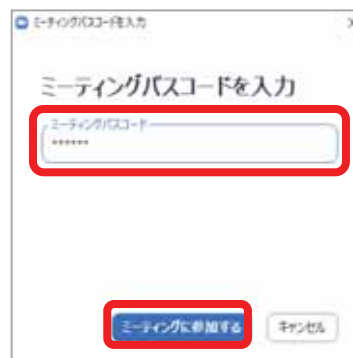 ミーティングパスコードを入力
ミーティングパスコードを入力
ミーティングパスコード
******
ミーティングに参加する
キャンセル